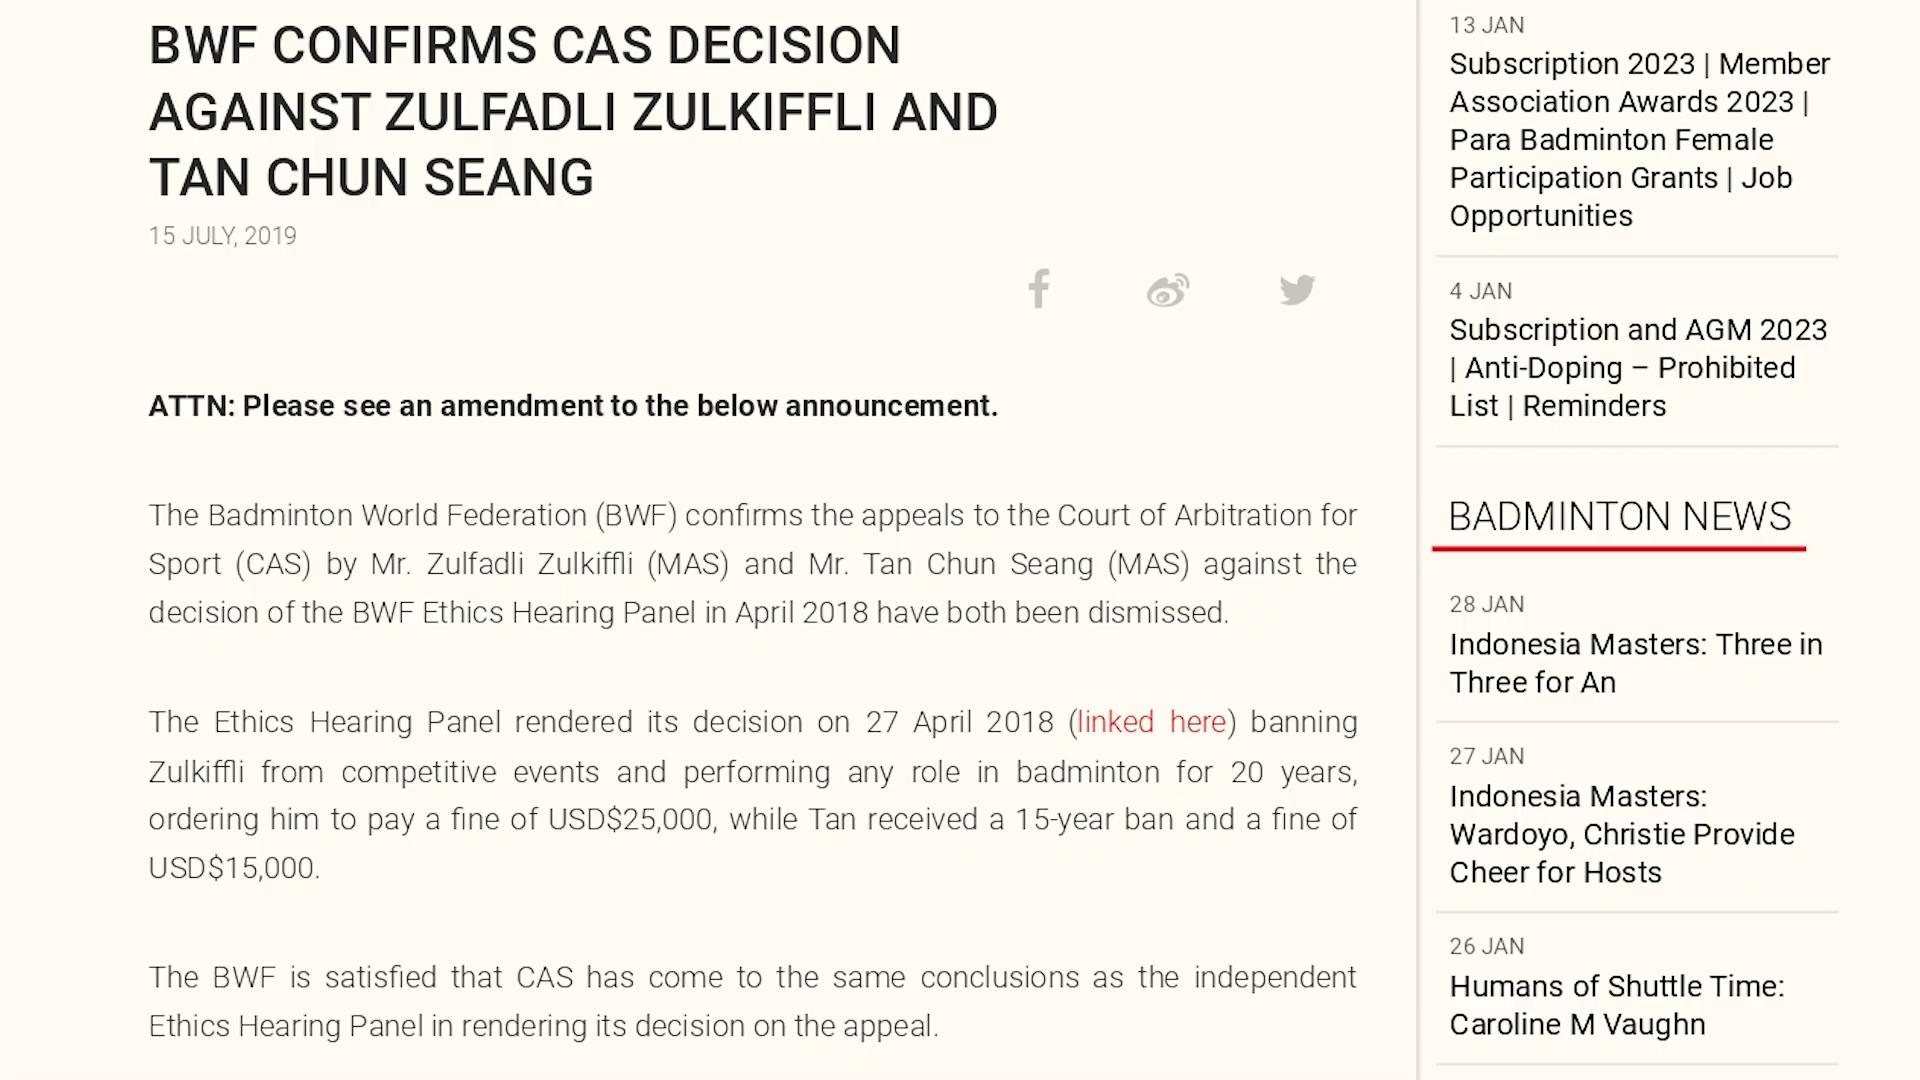 BWF CONFIRMS CAS DECISION
AGAINST ZULFADLI ZULKIFFLI AND
TAN CHUN SEANG
15 JULY, 2019
ATTN: Please see an amendment to the below announcement.
The Badminton World Federation (BWF) confirms the appeals to the Court of Arbitration for
Sport (CAS) by Mr. Zulfadli Zulkiffli (MAS) and Mr. Tan Chun Seang (MAS) against the
decision of the BWF Ethics Hearing Panel in April 2018 have both been dismissed.
The Ethics Hearing Panel rendered its decision on 27 April 2018 (linked here) banning
Zulkiffli from competitive events and performing any role in badminton for 20 years,
ordering him to pay a fine of USD$25,000, while Tan received a 15-year ban and a fine of
USD$15,000.
The BWF is satisfied that CAS has come to the same conclusions as the independent
Ethics Hearing Panel in rendering its decision on the appeal.
13 JAN
Subscription 2023 | Member
Association Awards 2023 |
Para Badminton Female
Participation Grants | Job
Opportunities
4 JAN
Subscription and AGM 2023
| Anti-Doping – Prohibited
List | Reminders
BADMINTON NEWS
28 JAN
Indonesia Masters: Three in
Three for An
27 JAN
Indonesia Masters:
Wardoyo, Christie Provide
Cheer for Hosts
26 JAN
Humans of Shuttle Time:
Caroline M Vaughn